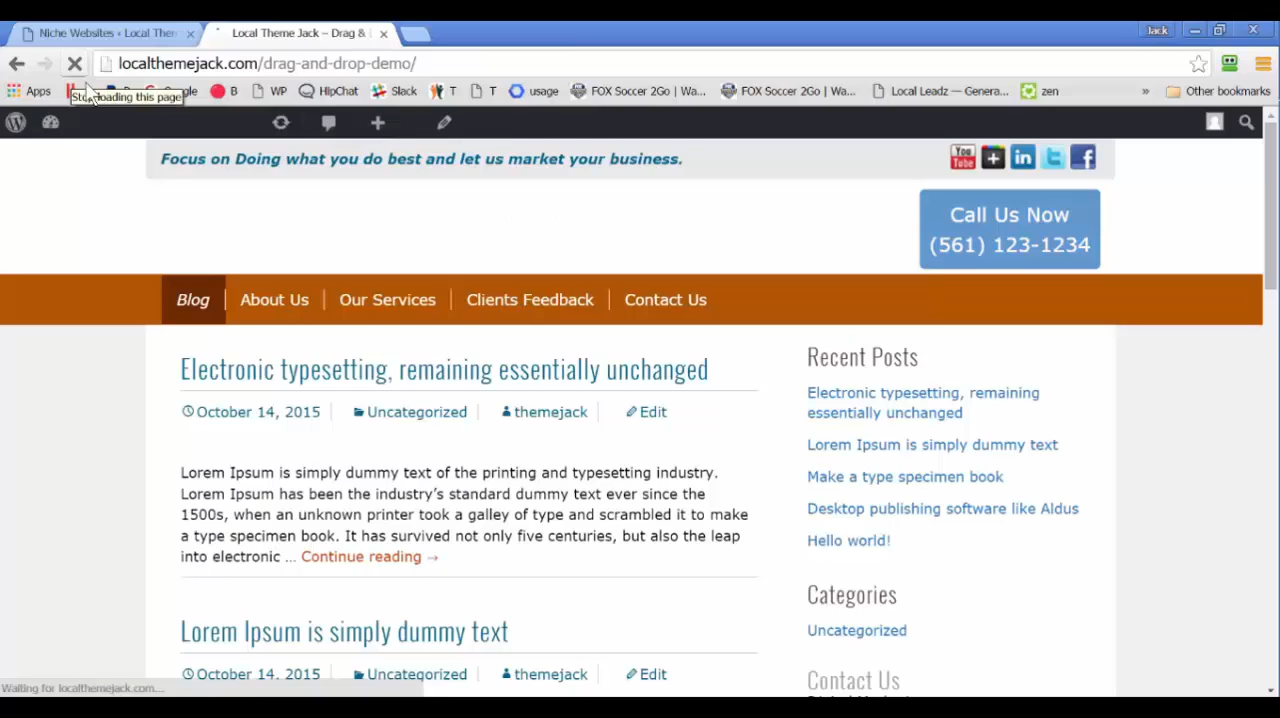 Niche Websites ‹ Local Them
Local Theme Jack – Drag &
Jack
localthemejack.com/drag-and-drop-demo/
Apps
Google
B
WP
HipChat
Slack
T
T
usage
FOX Soccer 2Go | Wa...
FOX Soccer 2Go | Wa...
Local Leadz — Genera...
zen
»
Other bookmarks
loading this page
Focus on Doing what you do best and let us market your business.
You
Tube
in
f
Call Us Now
(561) 123-1234
Blog
About Us
Our Services
Clients Feedback
Contact Us
Electronic typesetting, remaining essentially unchanged
October 14, 2015
Uncategorized
themejack
Edit
Lorem Ipsum is simply dummy text of the printing and typesetting industry.
Lorem Ipsum has been the industry’s standard dummy text ever since the
1500s, when an unknown printer took a galley of type and scrambled it to make
a type specimen book. It has survived not only five centuries, but also the leap
into electronic … Continue reading →
Lorem Ipsum is simply dummy text
October 14, 2015
Uncategorized
themejack
Edit
Recent Posts
Electronic typesetting, remaining
essentially unchanged
Lorem Ipsum is simply dummy text
Make a type specimen book
Desktop publishing software like Aldus
Hello world!
Categories
Uncategorized
Contact Us
Waiting for localthemejack.com...